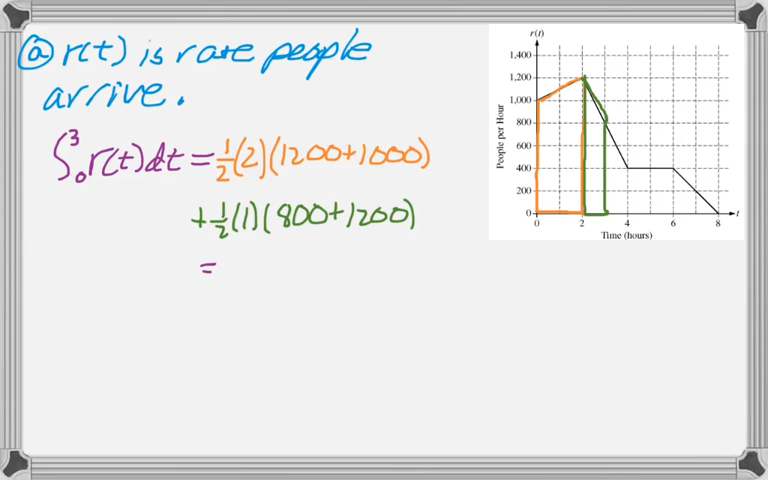 ⓐ r(t) is rate people
arrive.
∫₀³ r(t)dt = ½(2)(1200+1000)
+ ½(1)(800+1200)
=
r(t)
1,400
1,200
1,000
800
600
400
200
0
People per Hour
0 2 4 6 8 t
Time (hours)